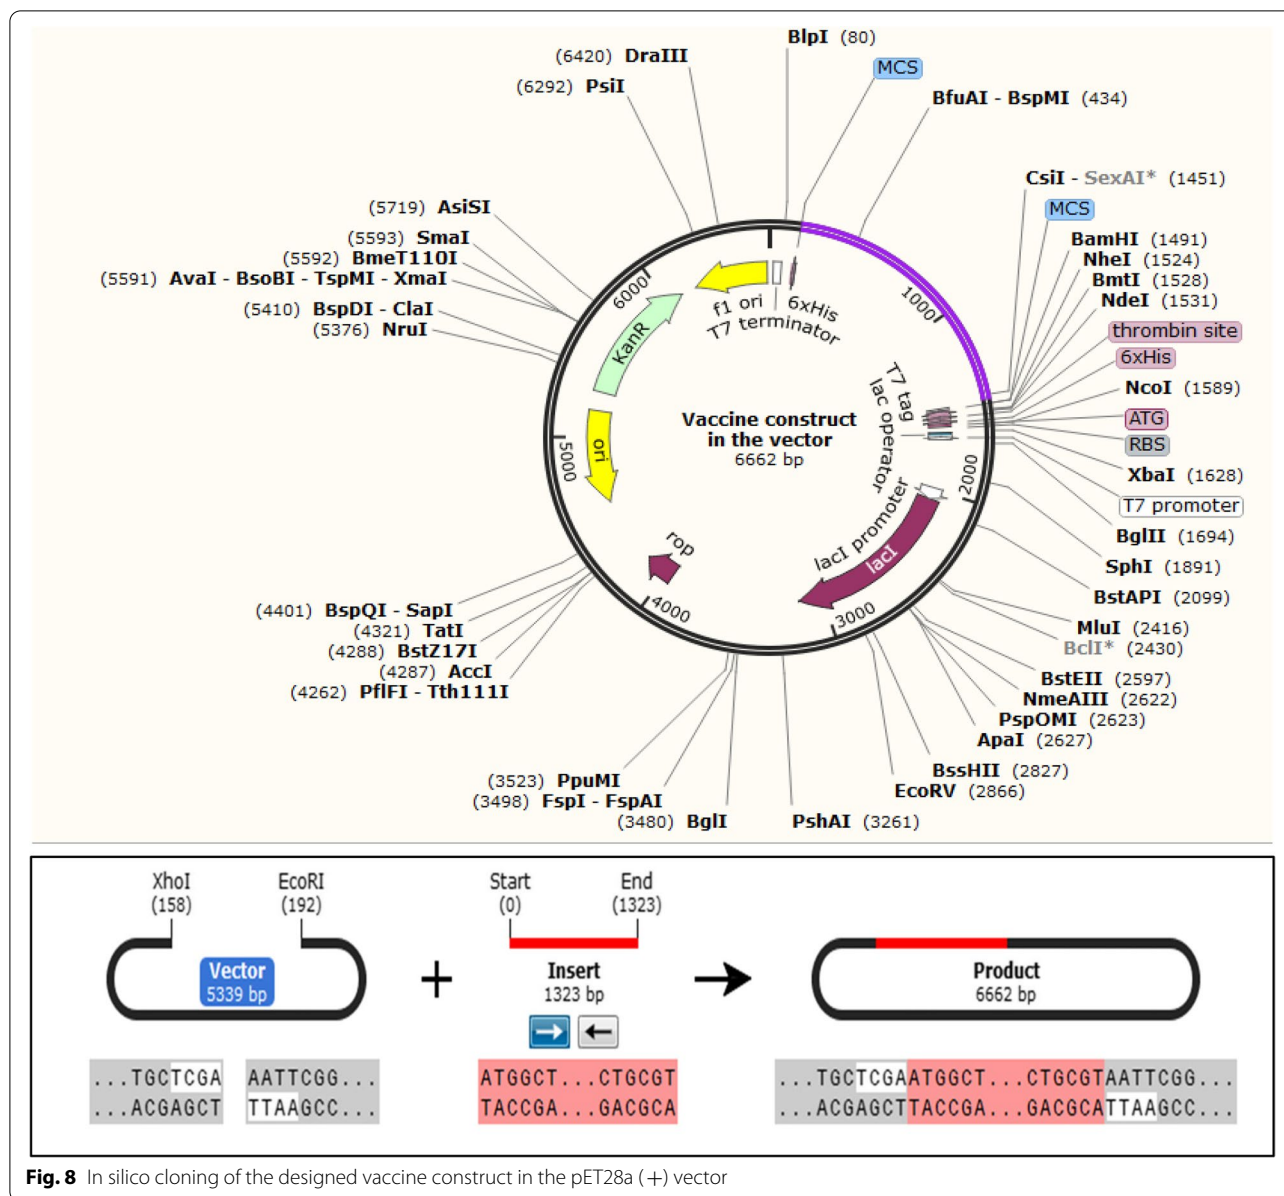 BlpI (80)
(6420) DraIII
MCS
(6292) PsiI
BfuAI - BspMI (434)
CsiI - SexAI* (1451)
MCS
(5719) AsiSI
(5593) SmaI
(5592) BmeT110I
(5591) AvaI - BsoBI - TspMI - XmaI
(5410) BspDI - ClaI
(5376) NruI
BamHI (1491)
NheI (1524)
BmtI (1528)
NdeI (1531)
thrombin site
6xHis
NcoI (1589)
ATG
RBS
XbaI (1628)
T7 promoter
BglII (1694)
SphI (1891)
BstAPI (2099)
MluI (2416)
BclI* (2430)
BstEII (2597)
NmeAIII (2622)
PspOMI (2623)
ApaI (2627)
BssHII (2827)
EcoRV (2866)
PshAI (3261)
(3480) BglI
(3498) FspI - FspAI
(3523) PpuMI
(4401) BspQI - SapI
(4321) TatI
(4288) BstZ17I
(4287) AccI
(4262) PflFI - Tth111I
6000
1000
2000
3000
4000
5000
f1 ori
6xHis
T7 terminator
KanR
ori
rop
lacI
lacI promoter
lac operator
T7 tag
Vaccine construct
in the vector
6662 bp
XhoI
(158)
EcoRI
(192)
Vector
5339 bp
+
Start
(0)
End
(1323)
Insert
1323 bp
Product
6662 bp
...TGCTCGA AATTCGG...
...ACGAGCT TTAAGCC...
ATGGCT...CTGCGT
TACCGA...GACGCA
...TGCTCGAATGGCT...CTGCGTAATTCGG...
...ACGAGCTTACCGA...GACGCATTAAGCC...
Fig. 8 In silico cloning of the designed vaccine construct in the pET28a (+) vector